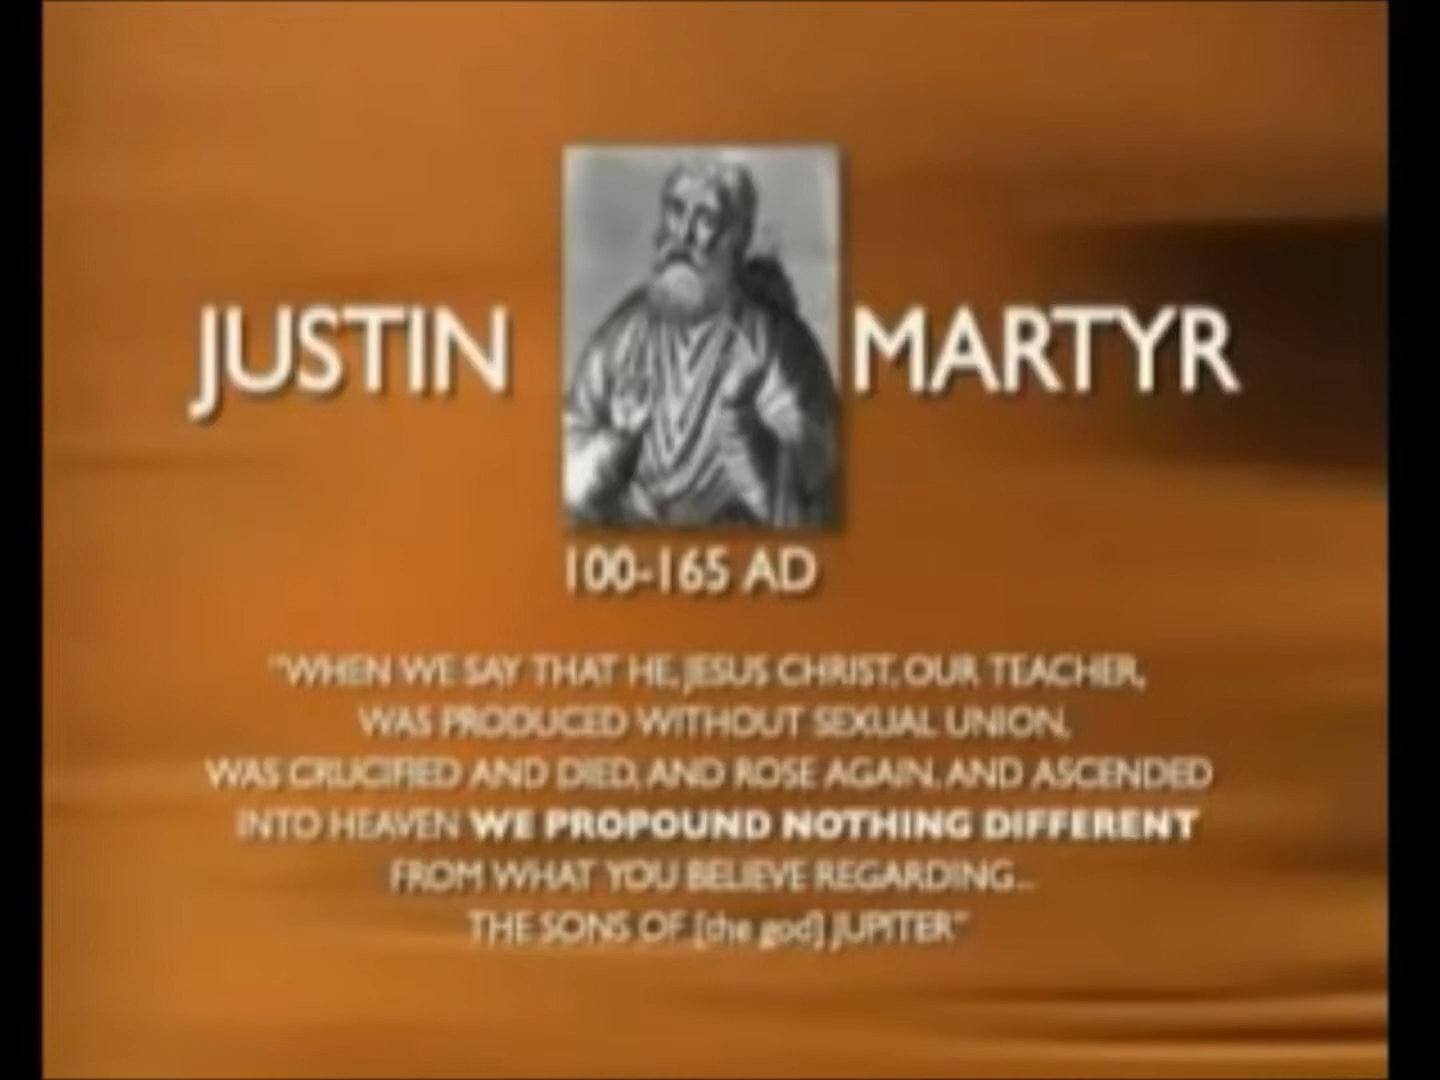 JUSTIN MARTYR
100-165 AD
"WHEN WE SAY THAT HE, JESUS CHRIST, OUR TEACHER,
WAS PRODUCED WITHOUT SEXUAL UNION,
WAS CRUCIFIED AND DIED, AND ROSE AGAIN, AND ASCENDED
INTO HEAVEN WE PROPOUND NOTHING DIFFERENT
FROM WHAT YOU BELIEVE REGARDING...
THE SONS OF [the god] JUPITER"